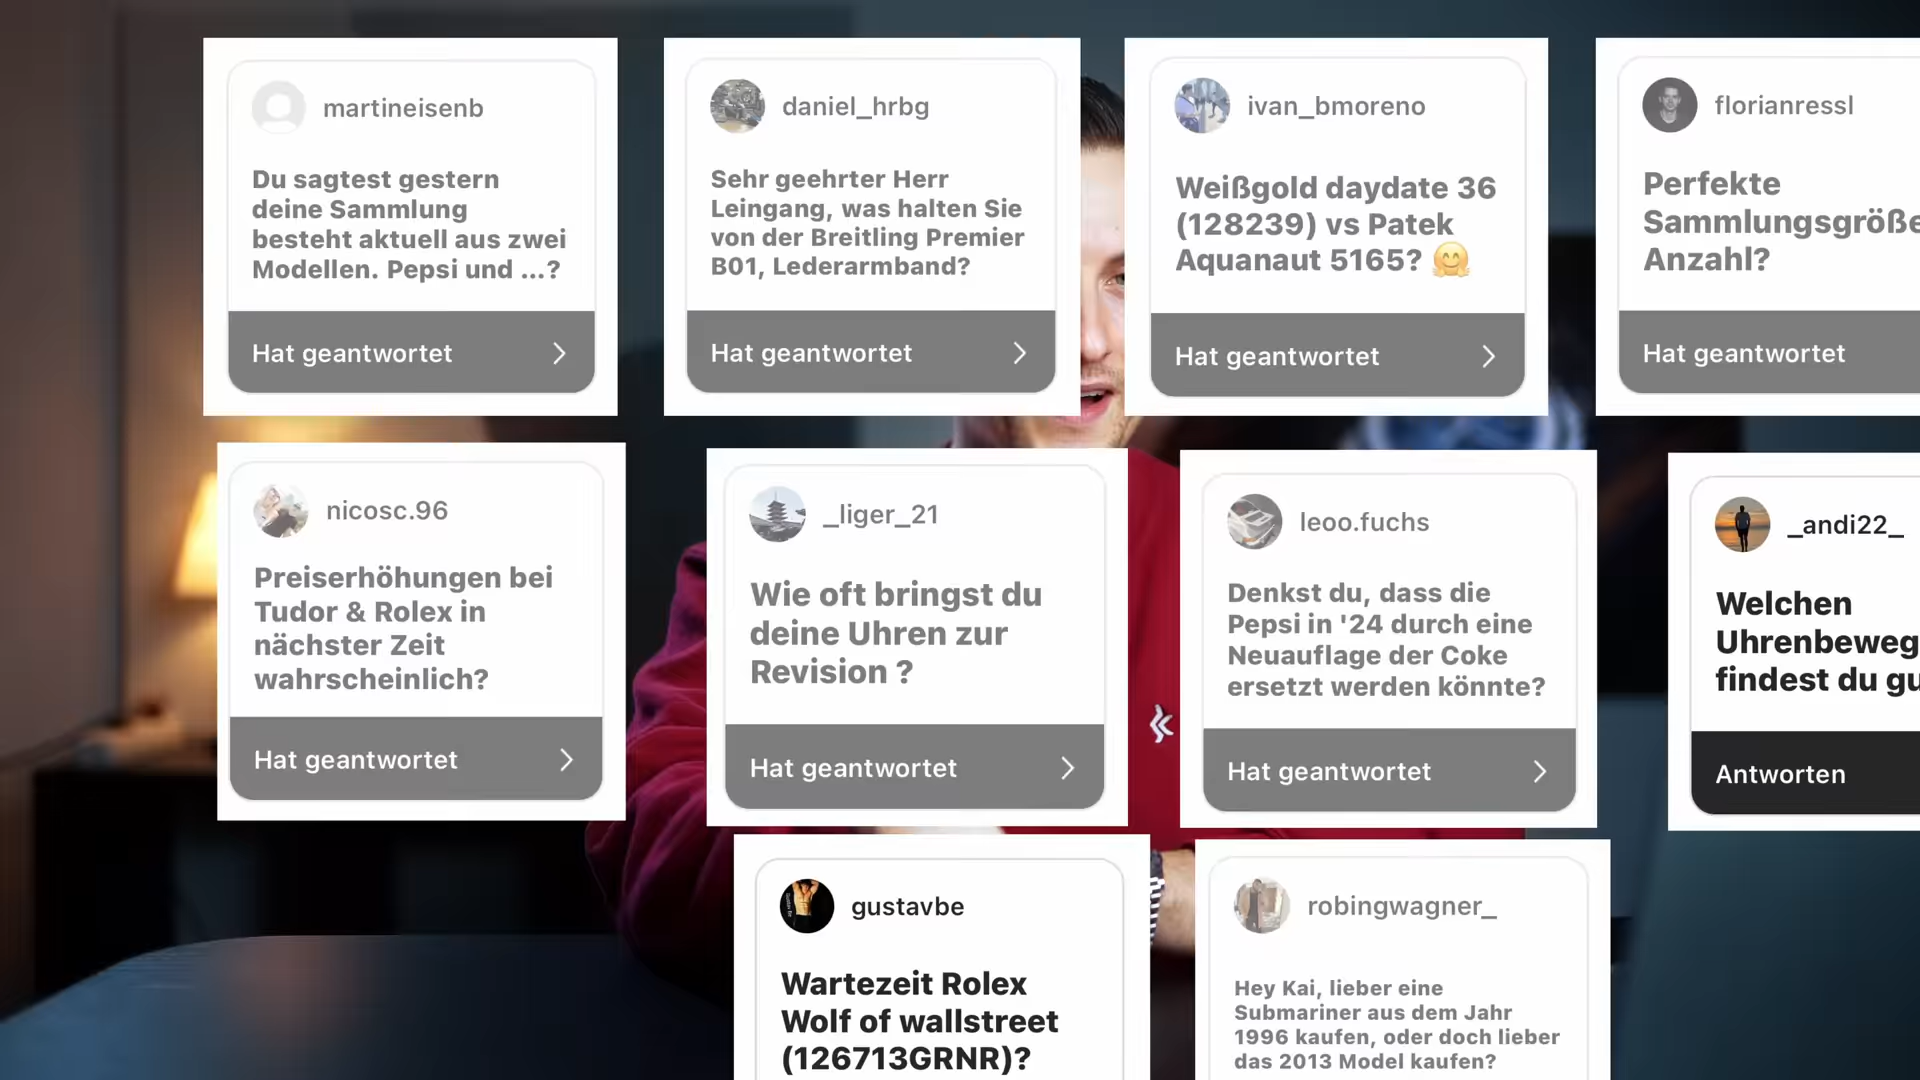 martineisenb
Du sagtest gestern
deine Sammlung
besteht aktuell aus zwei
Modellen. Pepsi und ...?
Hat geantwortet
daniel_hrbg
Sehr geehrter Herr
Leingang, was halten Sie
von der Breitling Premier
B01, Lederarmband?
Hat geantwortet
ivan_bmoreno
Weißgold daydate 36
(128239) vs Patek
Aquanaut 5165? 🤗
Hat geantwortet
florianressl
Perfekte
Sammlungsgröße
Anzahl?
Hat geantwortet
nicosc.96
Preiserhöhungen bei
Tudor & Rolex in
nächster Zeit
wahrscheinlich?
Hat geantwortet
_liger_21
Wie oft bringst du
deine Uhren zur
Revision ?
Hat geantwortet
leoo.fuchs
Denkst du, dass die
Pepsi in '24 durch eine
Neuauflage der Coke
ersetzt werden könnte?
Hat geantwortet
_andi22_
Welchen
Uhrenbeweg
findest du gu
Antworten
gustavbe
Wartezeit Rolex
Wolf of wallstreet
(126713GRNR)?
robingwagner_
Hey Kai, lieber eine
Submariner aus dem Jahr
1996 kaufen, oder doch lieber
das 2013 Model kaufen?